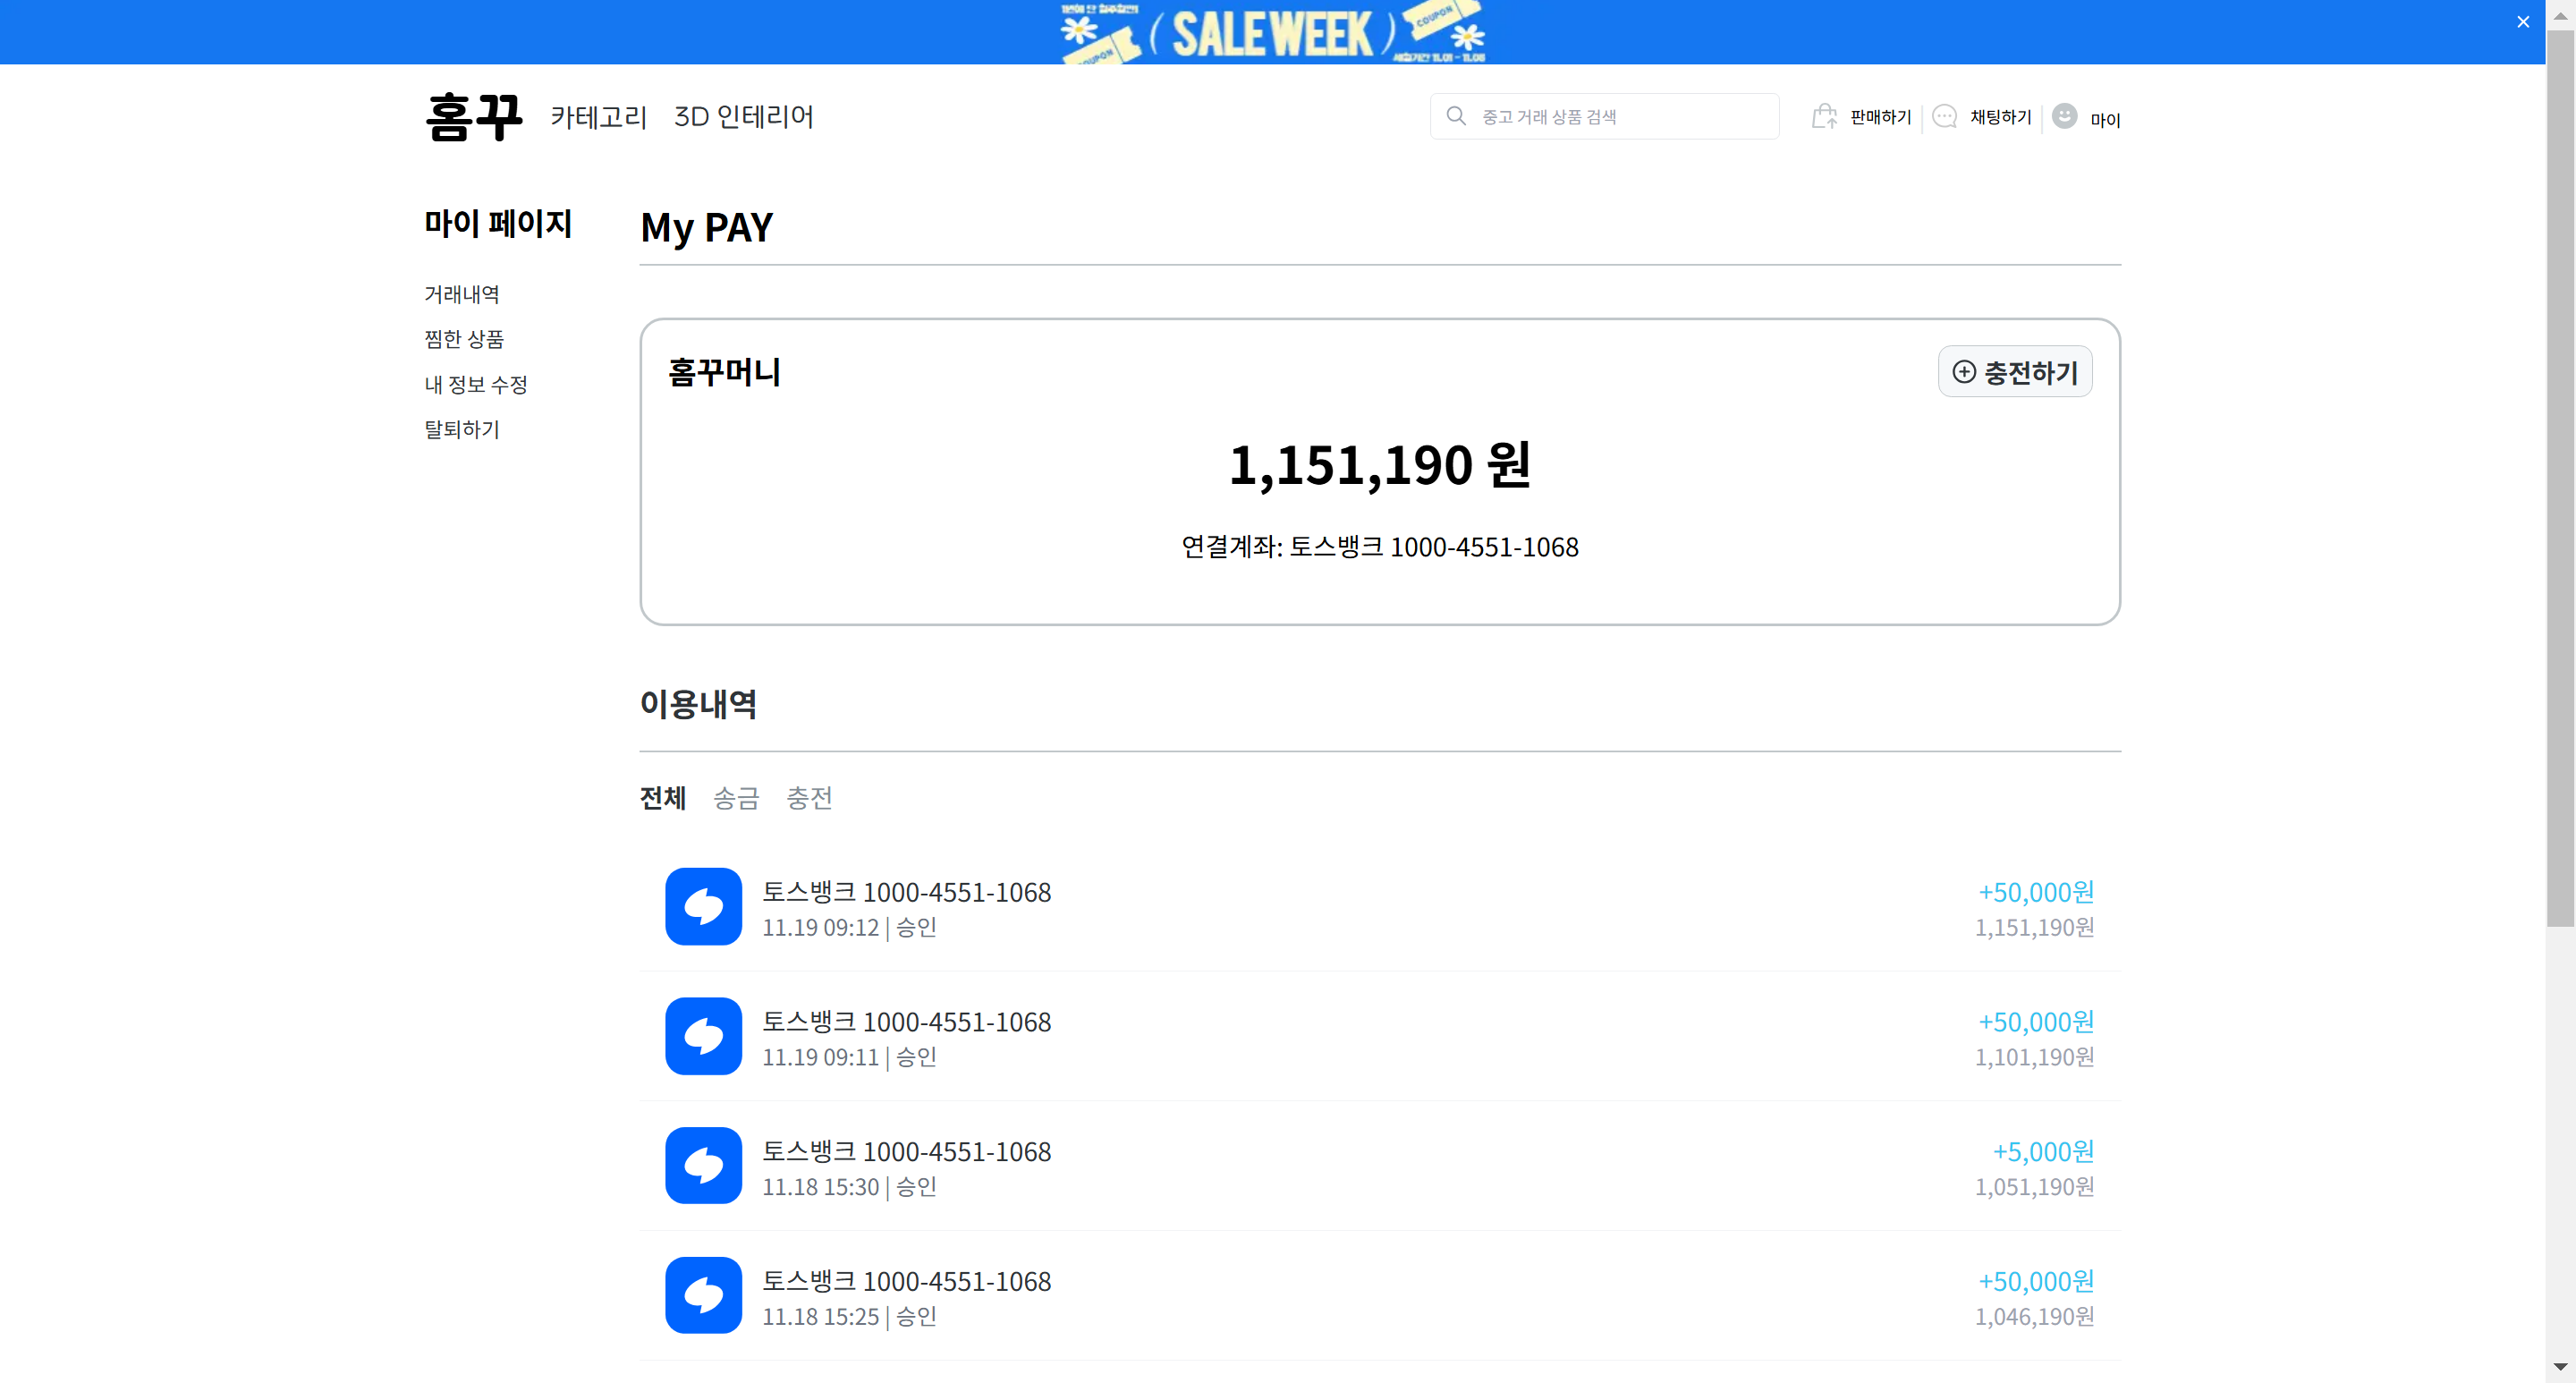 ( SALE WEEK )
COUPON
COUPON
홈꾸 카테고리 3D 인테리어
중고 거래 상품 검색
판매하기 채팅하기 마이
마이 페이지
거래내역
찜한 상품
내 정보 수정
탈퇴하기
My PAY
홈꾸머니
충전하기
1,151,190 원
연결계좌: 토스뱅크 1000-4551-1068
이용내역
전체 송금 충전
토스뱅크 1000-4551-1068 +50,000원
11.19 09:12 | 승인 1,151,190원
토스뱅크 1000-4551-1068 +50,000원
11.19 09:11 | 승인 1,101,190원
토스뱅크 1000-4551-1068 +5,000원
11.18 15:30 | 승인 1,051,190원
토스뱅크 1000-4551-1068 +50,000원
11.18 15:25 | 승인 1,046,190원